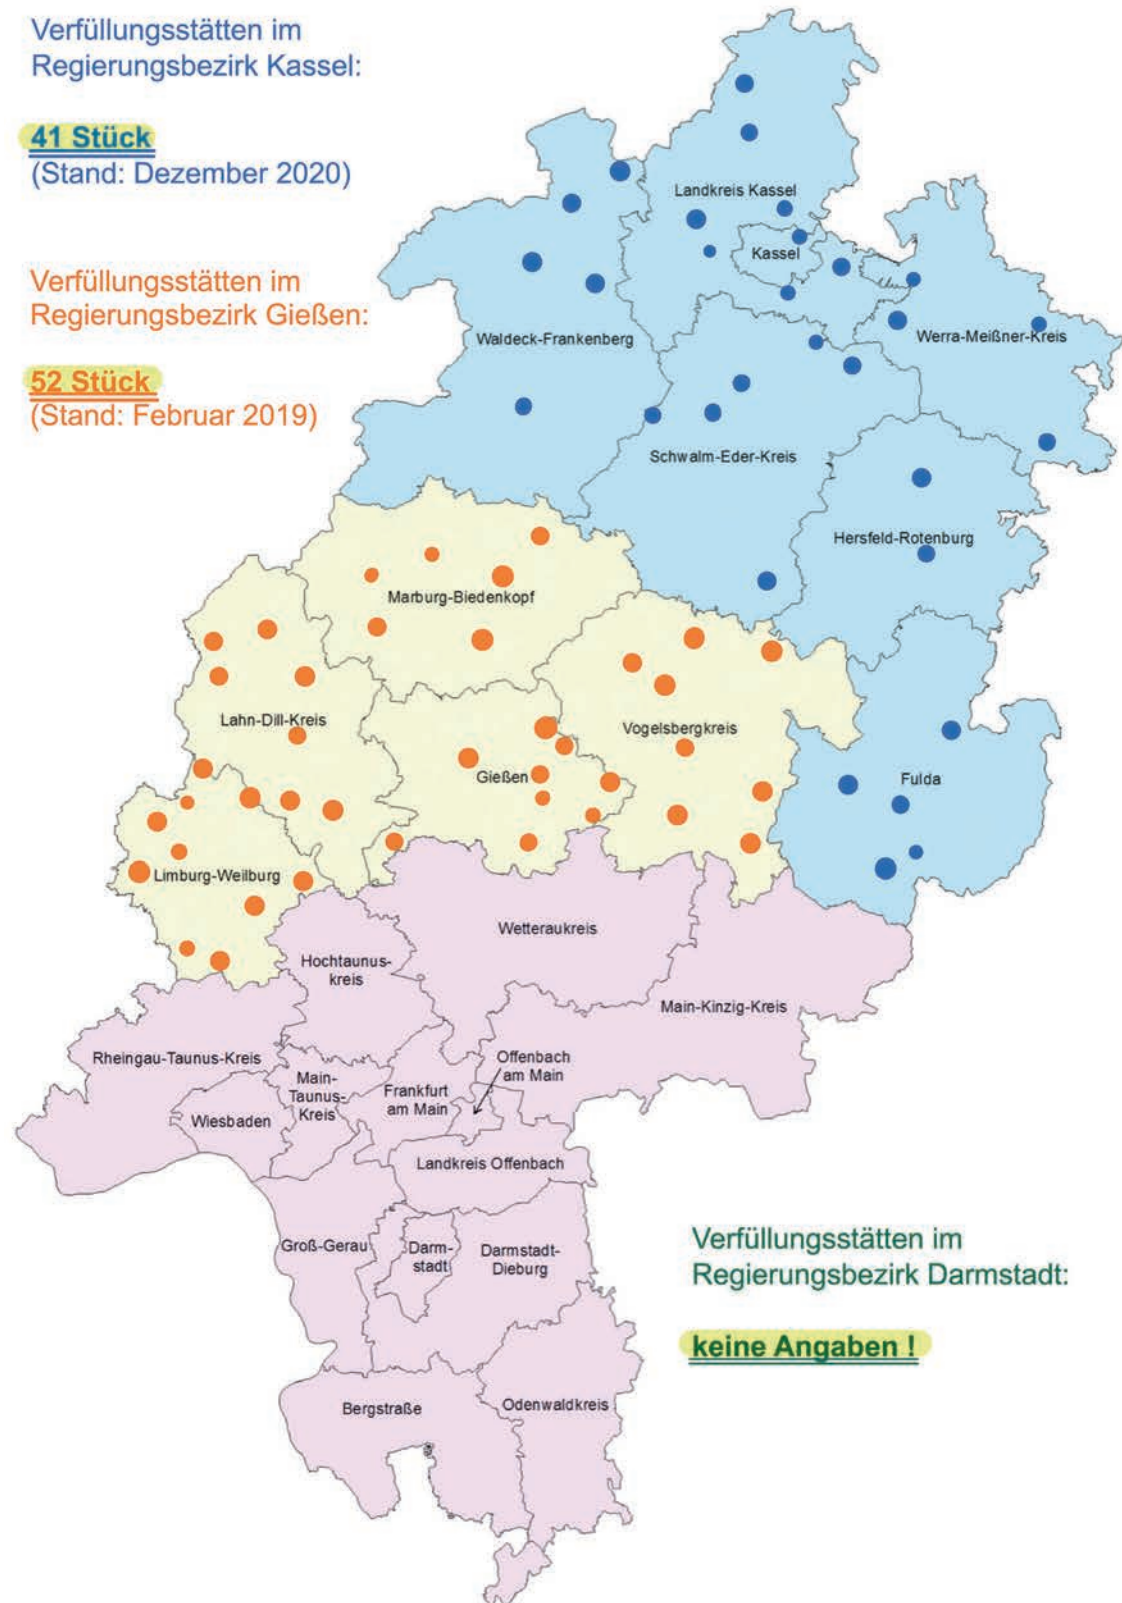 Verfüllungsstätten im
Regierungsbezirk Kassel:
41 Stück
(Stand: Dezember 2020)
Verfüllungsstätten im
Regierungsbezirk Gießen:
52 Stück
(Stand: Februar 2019)
Landkreis Kassel
Kassel
Waldeck-Frankenberg
Werra-Meißner-Kreis
Schwalm-Eder-Kreis
Hersfeld-Rotenburg
Marburg-Biedenkopf
Lahn-Dill-Kreis
Vogelsbergkreis
Gießen
Fulda
Limburg-Weilburg
Wetteraukreis
Hochtaunus-
kreis
Main-Kinzig-Kreis
Rheingau-Taunus-Kreis
Offenbach
am Main
Main-
Taunus-
Kreis
Frankfurt
am Main
Wiesbaden
Landkreis Offenbach
Groß-Gerau
Darm-
stadt
Darmstadt-
Dieburg
Verfüllungsstätten im
Regierungsbezirk Darmstadt:
keine Angaben !
Bergstraße
Odenwaldkreis